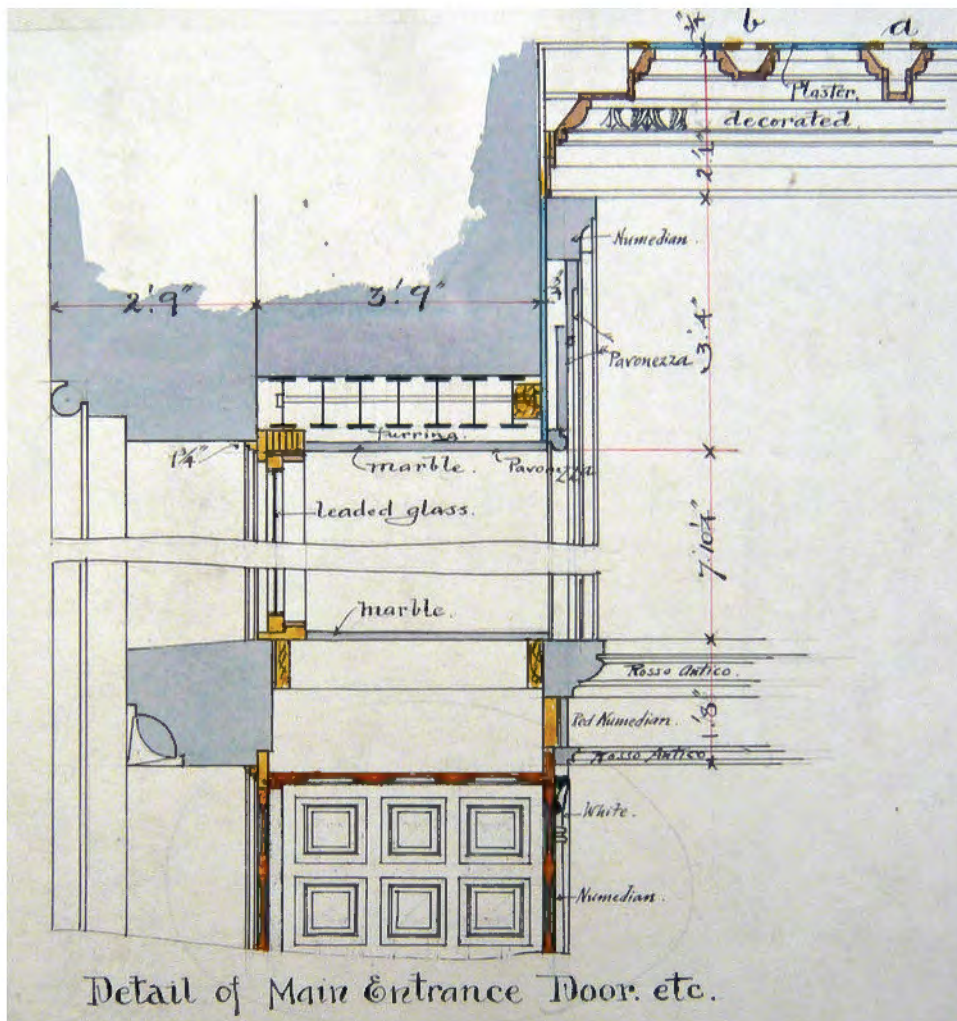 ¾" b a
Plaster.
decorated.
2'.1"
Numedian.
2'.9" 3'.9"
Pavonezza
3'.4"
furring.
1¾"
marble. Pavonezza
leaded glass.
7'.10¼"
marble.
Rosso Antico.
Red Numedian.
1'.8"
Rosso Antico
White.
Numedian.
Detail of Main Entrance Door. etc.